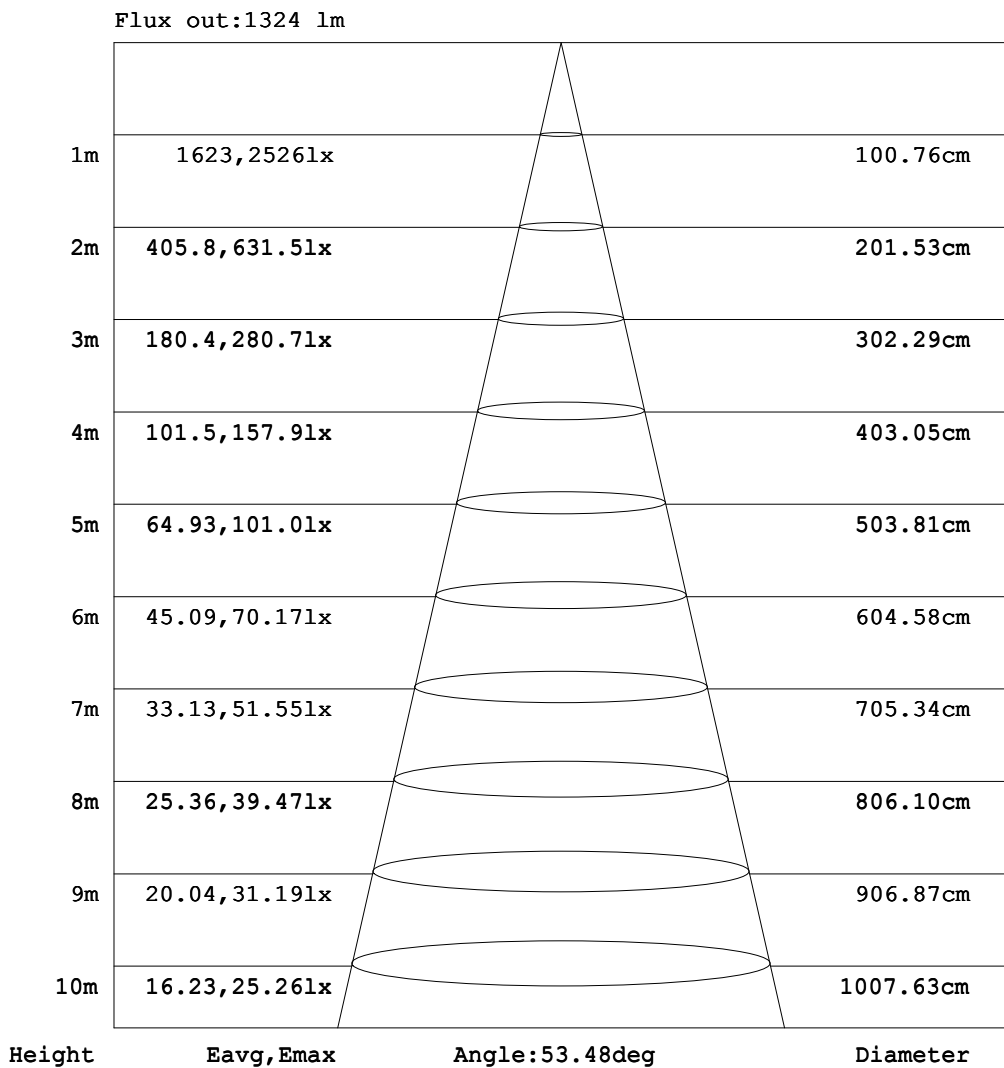 Flux out:1324 lm
1m 1623,2526lx 100.76cm
2m 405.8,631.5lx 201.53cm
3m 180.4,280.7lx 302.29cm
4m 101.5,157.9lx 403.05cm
5m 64.93,101.0lx 503.81cm
6m 45.09,70.17lx 604.58cm
7m 33.13,51.55lx 705.34cm
8m 25.36,39.47lx 806.10cm
9m 20.04,31.19lx 906.87cm
10m 16.23,25.26lx 1007.63cm
Height Eavg,Emax Angle:53.48deg Diameter